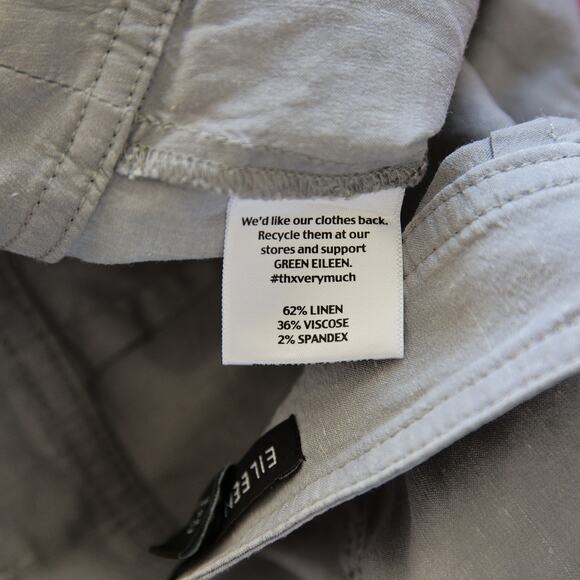 We'd like our clothes back.
Recycle them at our
stores and support
GREEN EILEEN.
#thxverymuch
62% LINEN
36% VISCOSE
2% SPANDEX
EILEEN